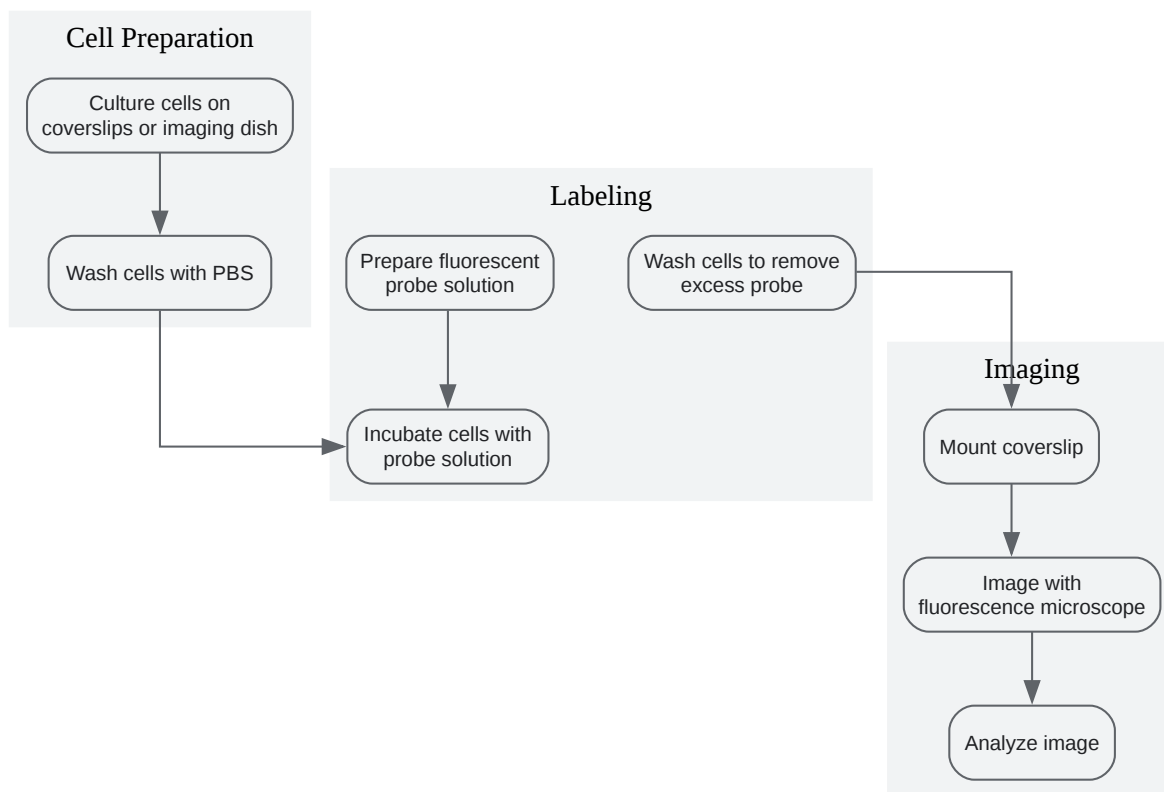 Cell Preparation
Culture cells on
coverslips or imaging dish
Wash cells with PBS
Labeling
Prepare fluorescent
probe solution
Wash cells to remove
excess probe
Incubate cells with
probe solution
Imaging
Mount coverslip
Image with
fluorescence microscope
Analyze image